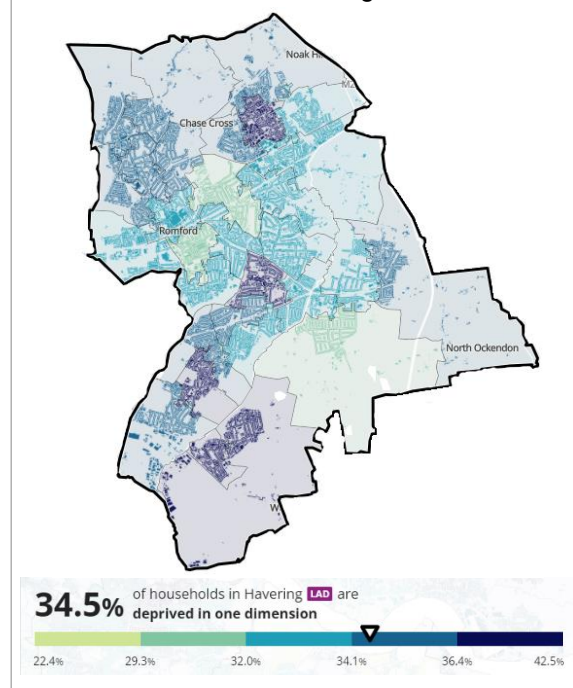 Noak H
M2
Chase Cross
Romford
North Ockendon
W
34.5% of households in Havering LAD are
deprived in one dimension
22.4% 29.3% 32.0% 34.1% 36.4% 42.5%